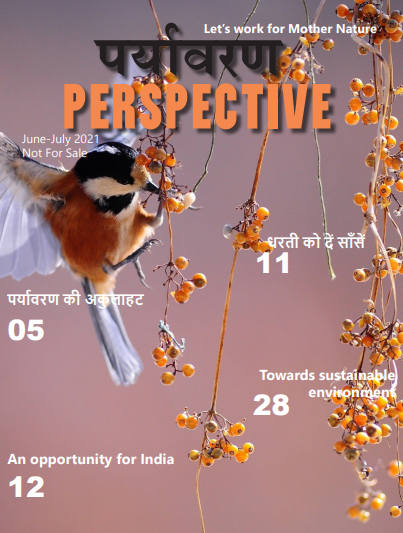 Let's work for Mother Nature
पर्यावरण
PERSPECTIVE
June-July 2021
Not For Sale
धरती को दें साँसें
11
पर्यावरण की अकुलाहट
05
Towards sustainable
environment
28
An opportunity for India
12